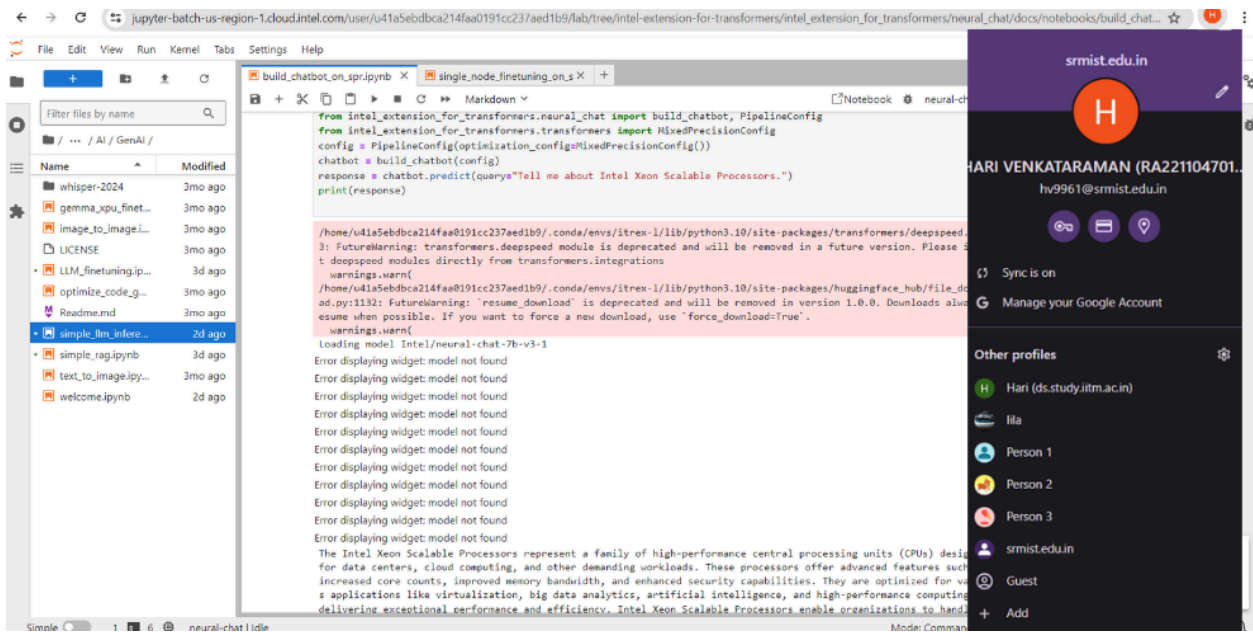 jupyter-batch-us-region-1.cloud.intel.com/user/u41a5ebdbca214faa0191cc237aed1b9/lab/tree/intel-extension-for-transformers/intel_extension_for_transformers/neural_chat/docs/notebooks/build_chat...
H
File Edit View Run Kernel Tabs Settings Help
+
Filter files by name
/ ··· / AI / GenAI /
Name Modified
whisper-2024 3mo ago
gemma_xpu_finet... 3mo ago
image_to_image.i... 3mo ago
LICENSE 3mo ago
LLM_finetuning.ip... 3d ago
optimize_code_g... 3mo ago
Readme.md 3mo ago
simple_llm_infere... 2d ago
simple_rag.ipynb 3d ago
text_to_image.ipy... 3mo ago
welcome.ipynb 2d ago
build_chatbot_on_spr.ipynb × single_node_finetuning_on_s × +
Markdown Notebook neural-ch
from intel_extension_for_transformers.neural_chat import build_chatbot, PipelineConfig
from intel_extension_for_transformers.transformers import MixedPrecisionConfig
config = PipelineConfig(optimization_config=MixedPrecisionConfig())
chatbot = build_chatbot(config)
response = chatbot.predict(query="Tell me about Intel Xeon Scalable Processors.")
print(response)
/home/u41a5ebdbca214faa0191cc237aed1b9/.conda/envs/itrex-l/lib/python3.10/site-packages/transformers/deepspeed.
3: FutureWarning: transformers.deepspeed module is deprecated and will be removed in a future version. Please i
t deepspeed modules directly from transformers.integrations
warnings.warn(
/home/u41a5ebdbca214faa0191cc237aed1b9/.conda/envs/itrex-l/lib/python3.10/site-packages/huggingface_hub/file_do
ad.py:1132: FutureWarning: `resume_download` is deprecated and will be removed in version 1.0.0. Downloads alwa
esume when possible. If you want to force a new download, use `force_download=True`.
warnings.warn(
Loading model Intel/neural-chat-7b-v3-1
Error displaying widget: model not found
Error displaying widget: model not found
Error displaying widget: model not found
Error displaying widget: model not found
Error displaying widget: model not found
Error displaying widget: model not found
Error displaying widget: model not found
Error displaying widget: model not found
Error displaying widget: model not found
Error displaying widget: model not found
Error displaying widget: model not found
The Intel Xeon Scalable Processors represent a family of high-performance central processing units (CPUs) desig
for data centers, cloud computing, and other demanding workloads. These processors offer advanced features such
increased core counts, improved memory bandwidth, and enhanced security capabilities. They are optimized for va
s applications like virtualization, big data analytics, artificial intelligence, and high-performance computing
delivering exceptional performance and efficiency. Intel Xeon Scalable Processors enable organizations to handl
Simple 1 6 neural-chat | Idle Mode: Comman
srmist.edu.in
H
HARI VENKATARAMAN (RA221104701..
hv9961@srmist.edu.in
Sync is on
G Manage your Google Account
Other profiles
H Hari (ds.study.iitm.ac.in)
lila
Person 1
Person 2
Person 3
srmist.edu.in
Guest
+ Add